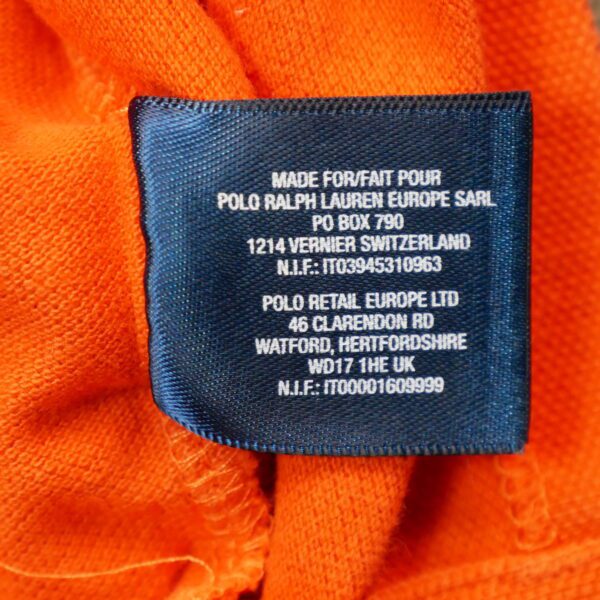 MADE FOR/FAIT POUR
POLO RALPH LAUREN EUROPE SARL
PO BOX 790
1214 VERNIER SWITZERLAND
N.I.F.: IT03945310963
POLO RETAIL EUROPE LTD
46 CLARENDON RD
WATFORD, HERTFORDSHIRE
WD17 1HE UK
N.I.F.: IT00001609999